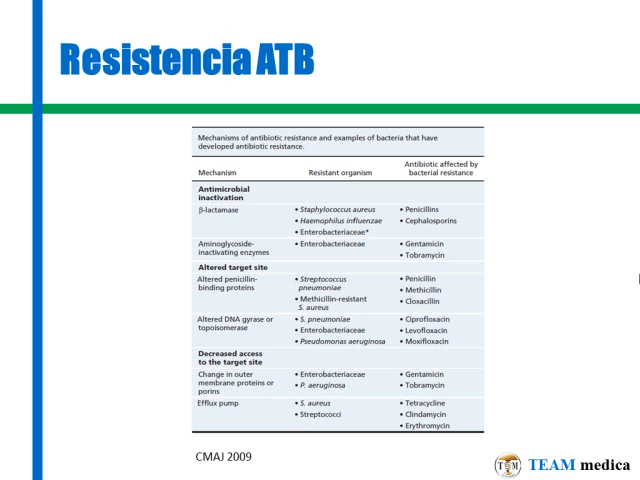 Resistencia ATB
Mechanisms of antibiotic resistance and examples of bacteria that have
developed antibiotic resistance.
Mechanism Resistant organism Antibiotic affected by
bacterial resistance
Antimicrobial
inactivation
β-lactamase • Staphylococcus aureus • Penicillins
• Haemophilus influenzae • Cephalosporins
• Enterobacteriaceae*
Aminoglycoside- • Enterobacteriaceae • Gentamicin
inactivating enzymes • Tobramycin
Altered target site
Altered penicillin- • Streptococcus • Penicillin
binding proteins pneumoniae • Methicillin
• Methicillin-resistant • Cloxacillin
S. aureus
Altered DNA gyrase or • S. pneumoniae • Ciprofloxacin
topoisomerase • Enterobacteriaceae • Levofloxacin
• Pseudomonas aeruginosa • Moxifloxacin
Decreased access
to the target site
Change in outer • Enterobacteriaceae • Gentamicin
membrane proteins or • P. aeruginosa • Tobramycin
porins
Efflux pump • S. aureus • Tetracycline
• Streptococci • Clindamycin
• Erythromycin
CMAJ 2009
TEAM medica